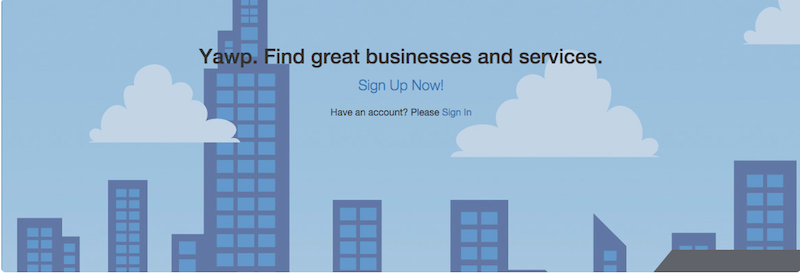 Yawp. Find great businesses and services.
Sign Up Now!
Have an account? Please Sign In